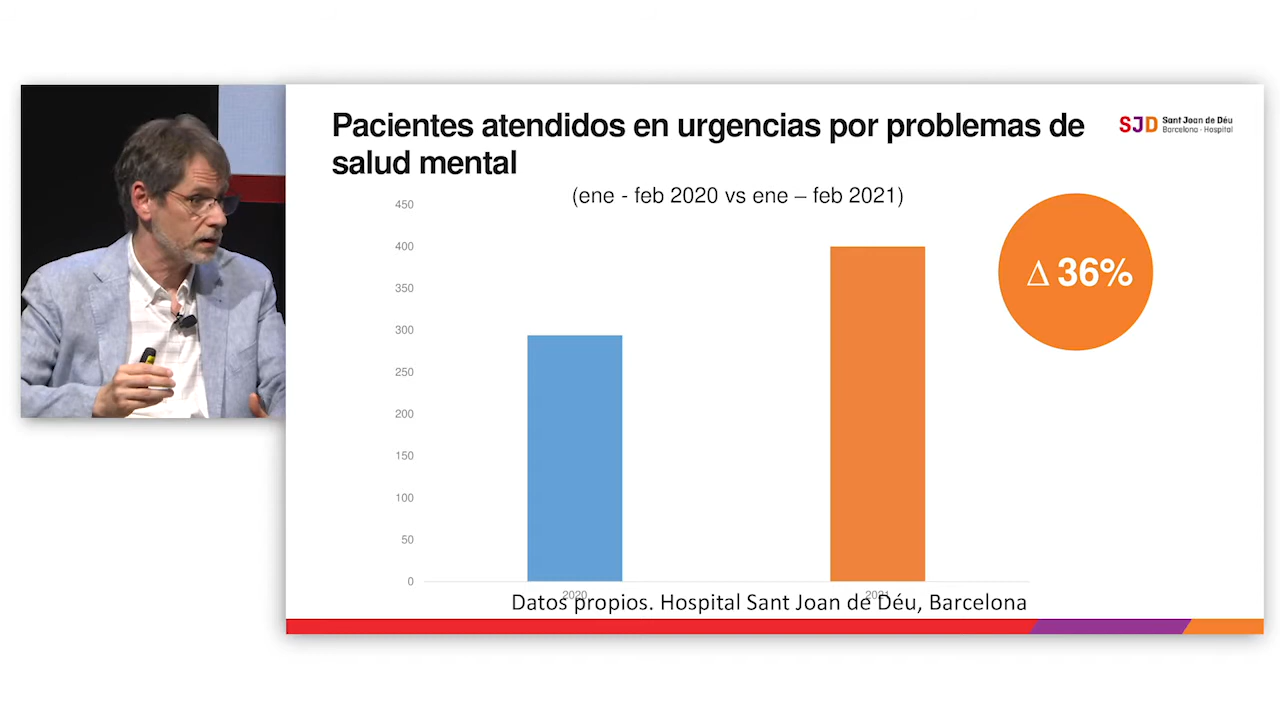 Pacientes atendidos en urgencias por problemas de
salud mental
SJD Sant Joan de Déu
Barcelona - Hospital
(ene - feb 2020 vs ene – feb 2021)
450
400
350
300
250
200
150
100
50
0
Δ 36%
2020
2021
Datos propios. Hospital Sant Joan de Déu, Barcelona